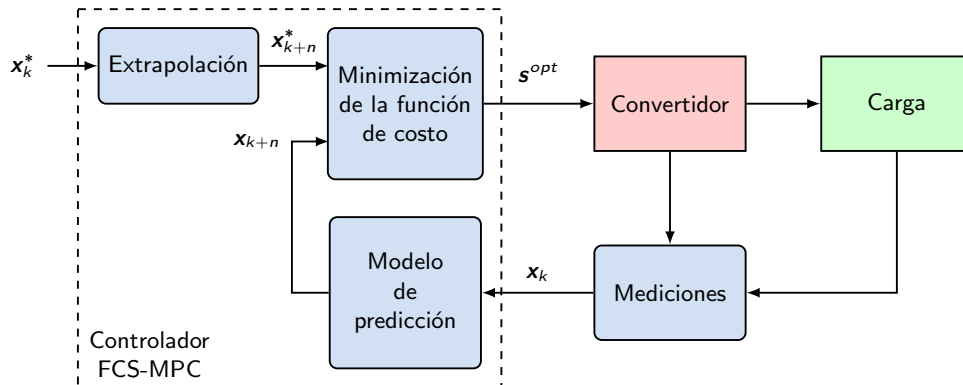 x*k
Extrapolación
x*k+n
Minimización
de la función
de costo
s^opt
Convertidor
Carga
xk+n
Modelo
de
predicción
xk
Mediciones
Controlador
FCS-MPC